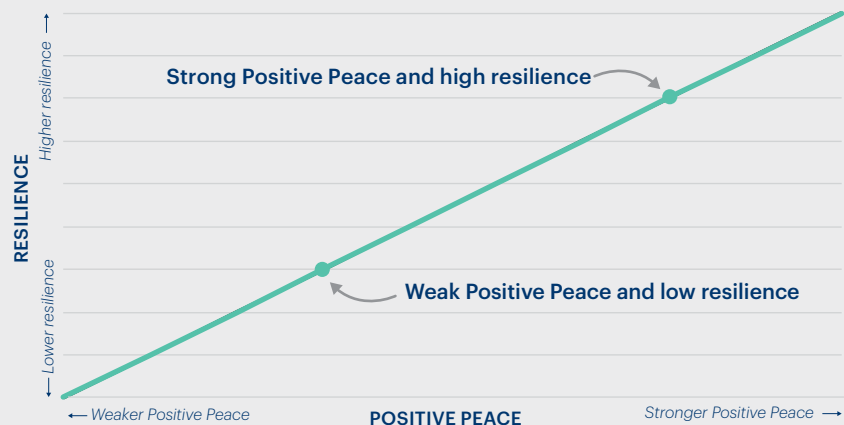 Higher resilience →
Strong Positive Peace and high resilience
RESILIENCE
Weak Positive Peace and low resilience
← Lower resilience
← Weaker Positive Peace
POSITIVE PEACE
Stronger Positive Peace →